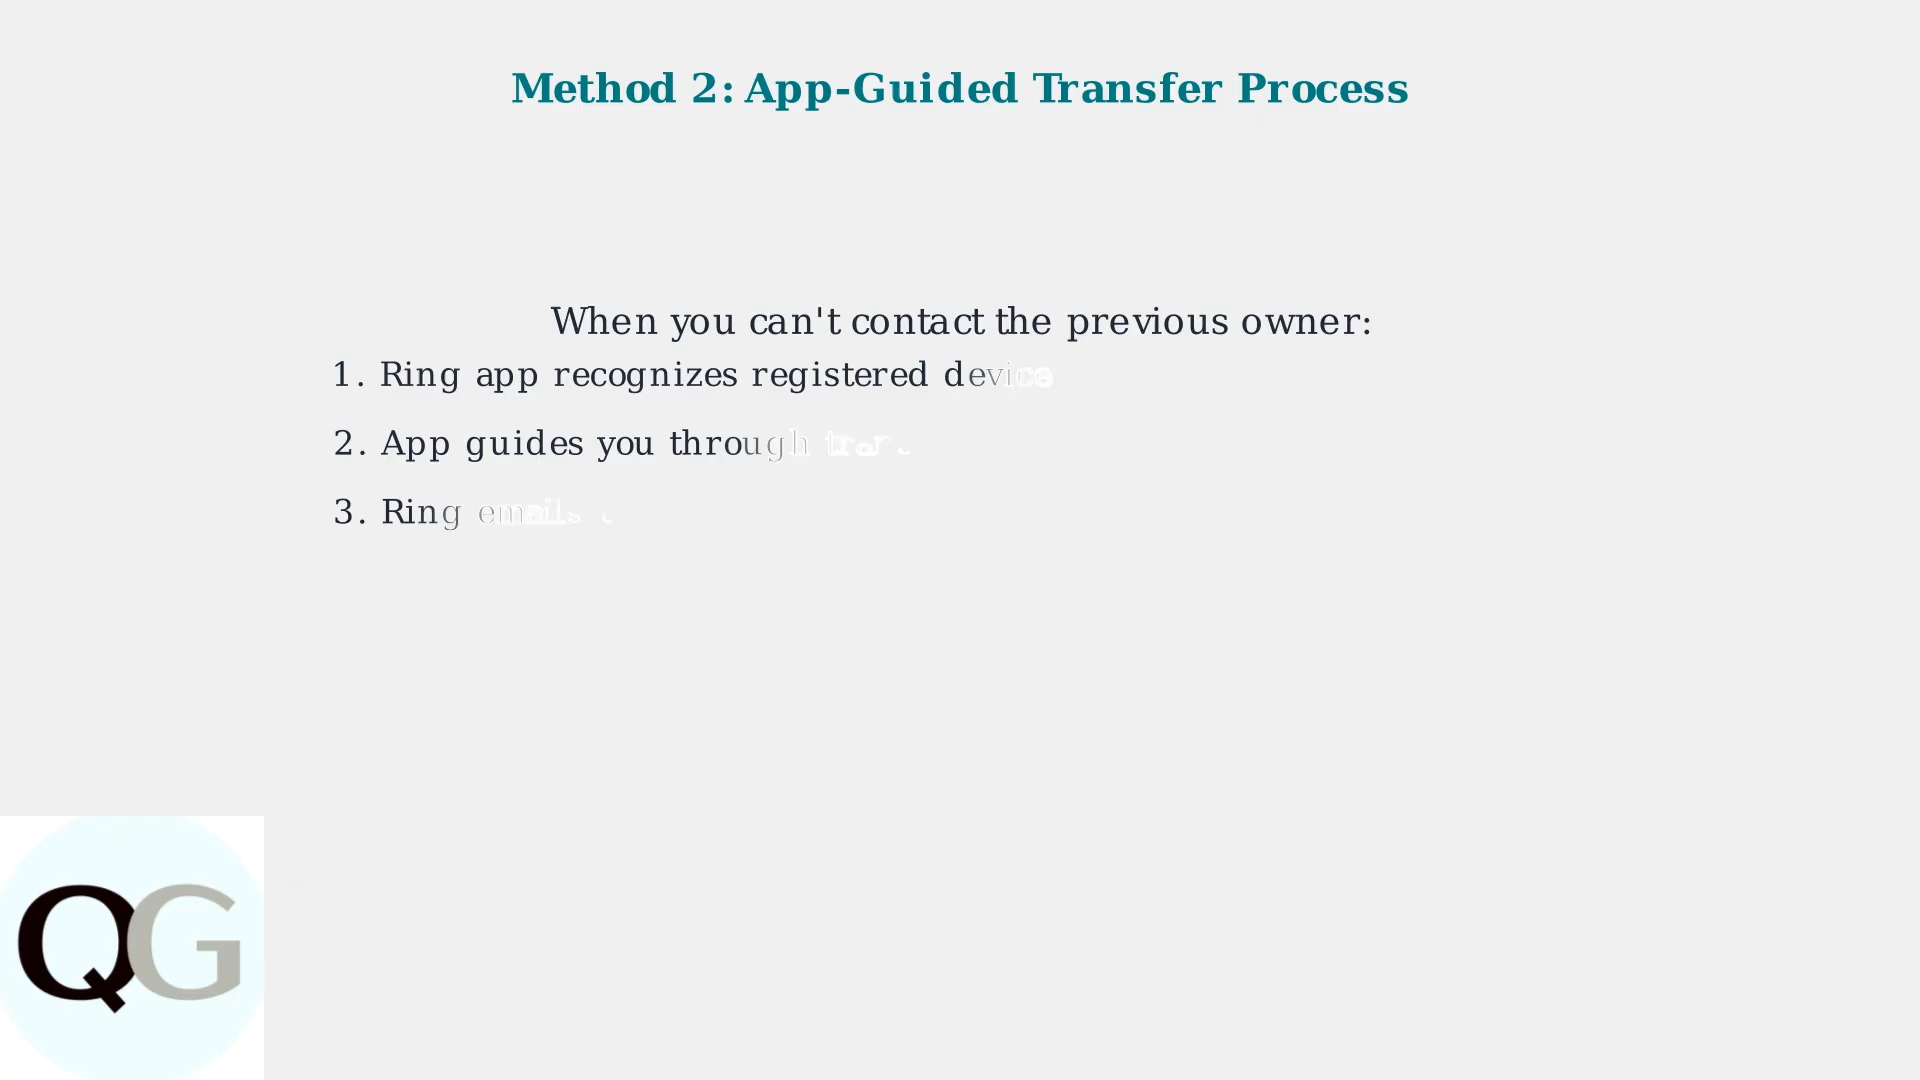 Method 2: App-Guided Transfer Process
When you can't contact the previous owner:
1. Ring app recognizes registered device
2. App guides you through
3. Ring emails
QG